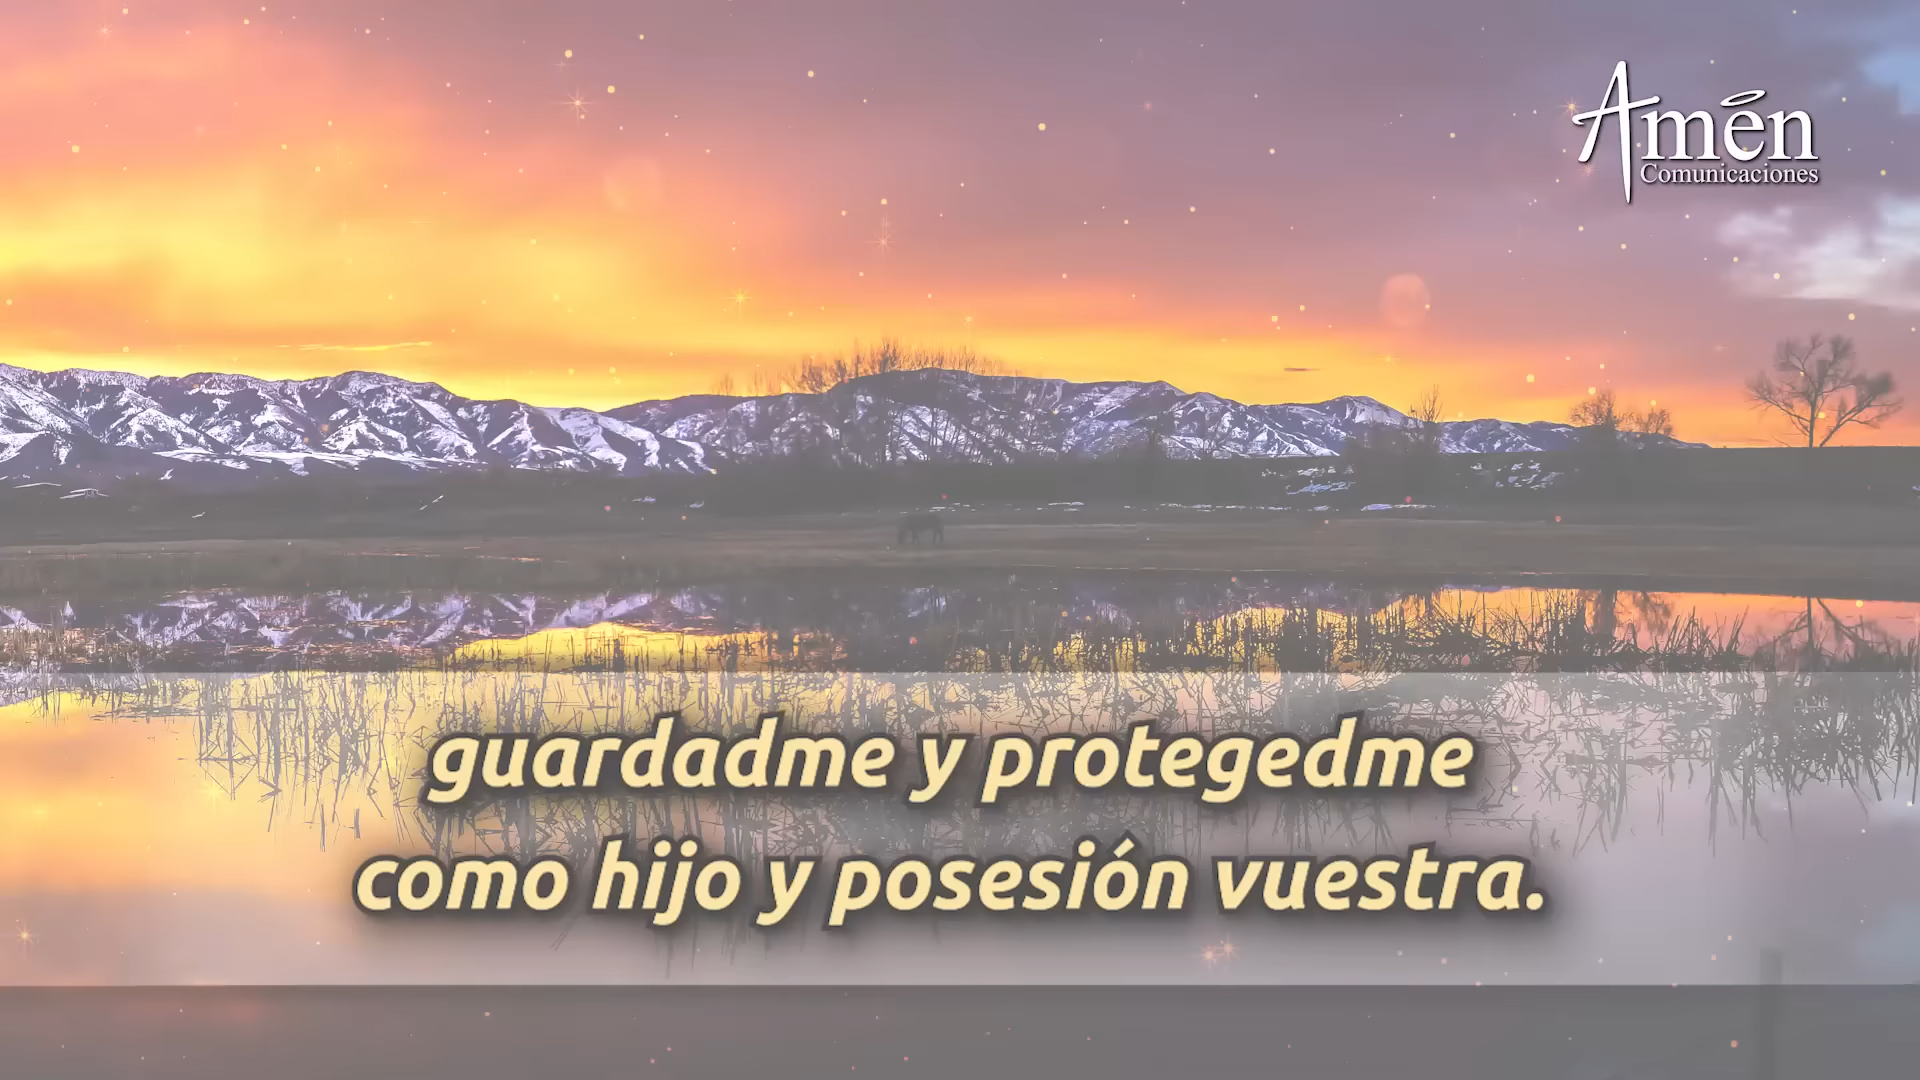 Amén
Comunicaciones
guardadme y protegedme
como hijo y posesión vuestra.